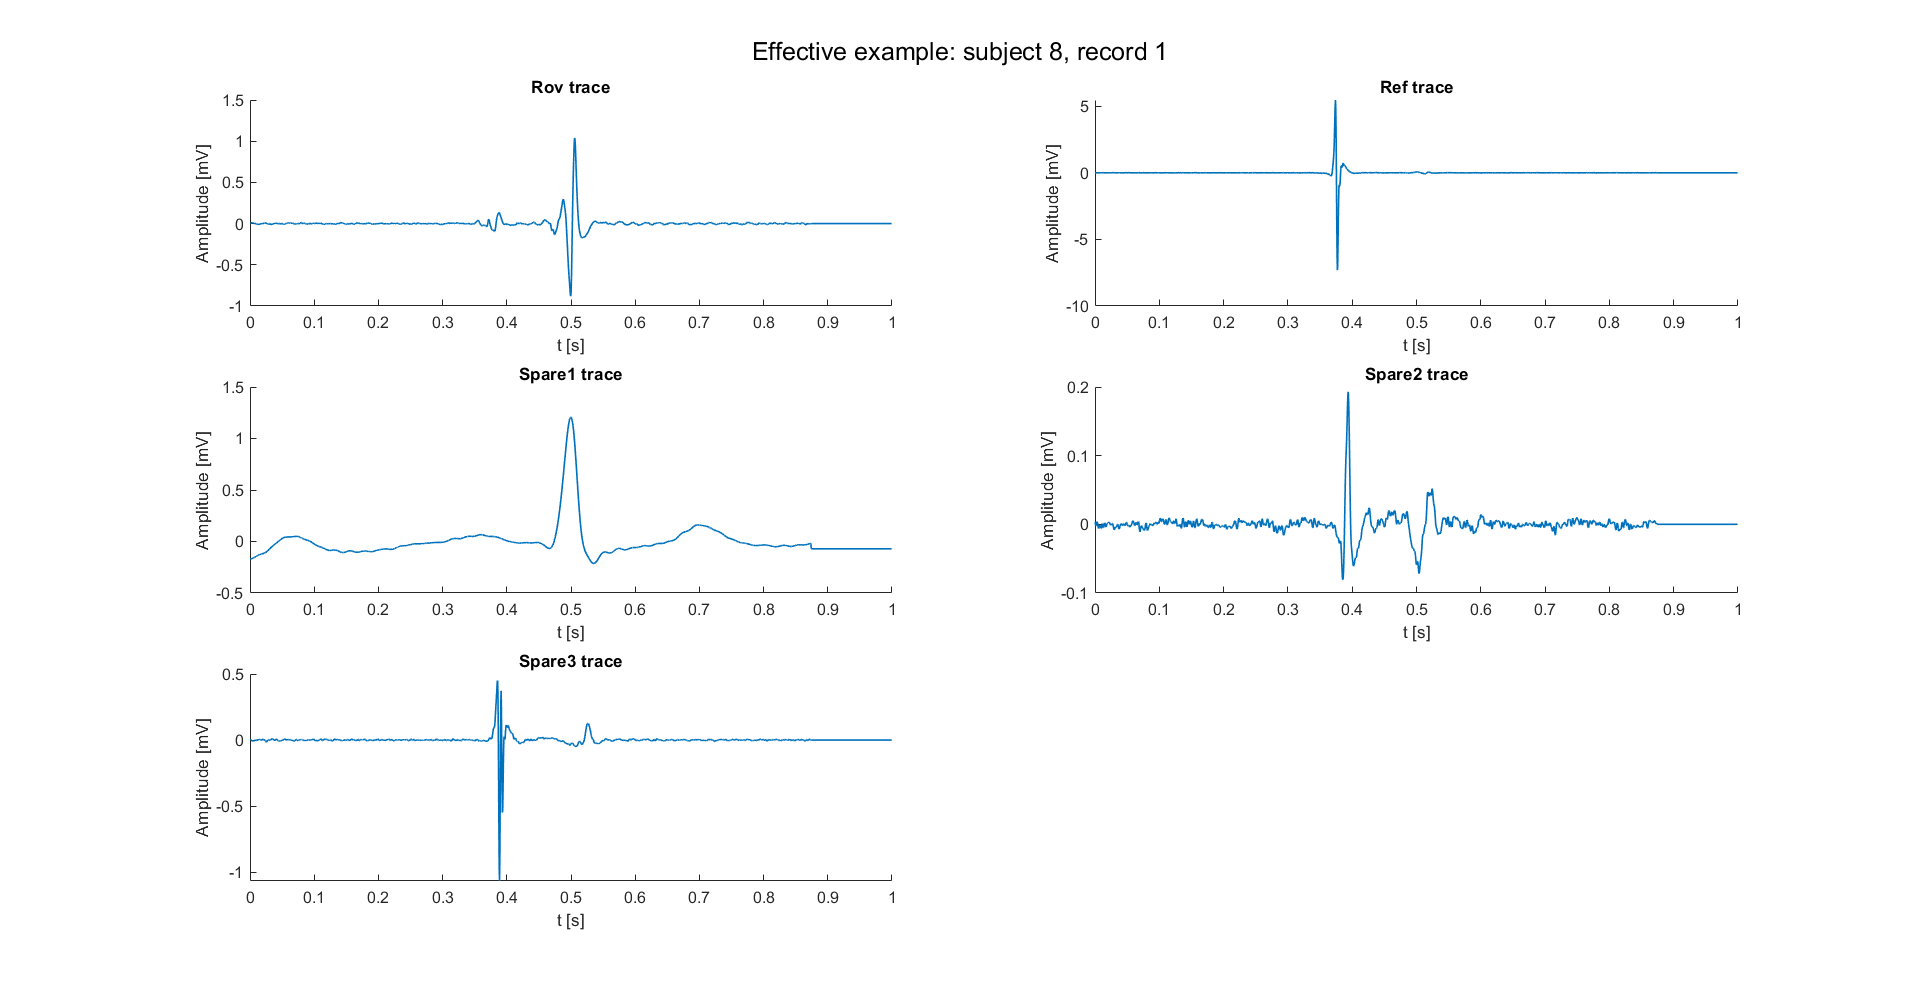 Effective example: subject 8, record 1
Rov trace
1.5
1
0.5
0
-0.5
-1
Amplitude [mV]
0 0.1 0.2 0.3 0.4 0.5 0.6 0.7 0.8 0.9 1
t [s]
Ref trace
5
0
-5
-10
Amplitude [mV]
0 0.1 0.2 0.3 0.4 0.5 0.6 0.7 0.8 0.9 1
t [s]
Spare1 trace
1.5
1
0.5
0
-0.5
Amplitude [mV]
0 0.1 0.2 0.3 0.4 0.5 0.6 0.7 0.8 0.9 1
t [s]
Spare2 trace
0.2
0.1
0
-0.1
Amplitude [mV]
0 0.1 0.2 0.3 0.4 0.5 0.6 0.7 0.8 0.9 1
t [s]
Spare3 trace
0.5
0
-0.5
-1
Amplitude [mV]
0 0.1 0.2 0.3 0.4 0.5 0.6 0.7 0.8 0.9 1
t [s]